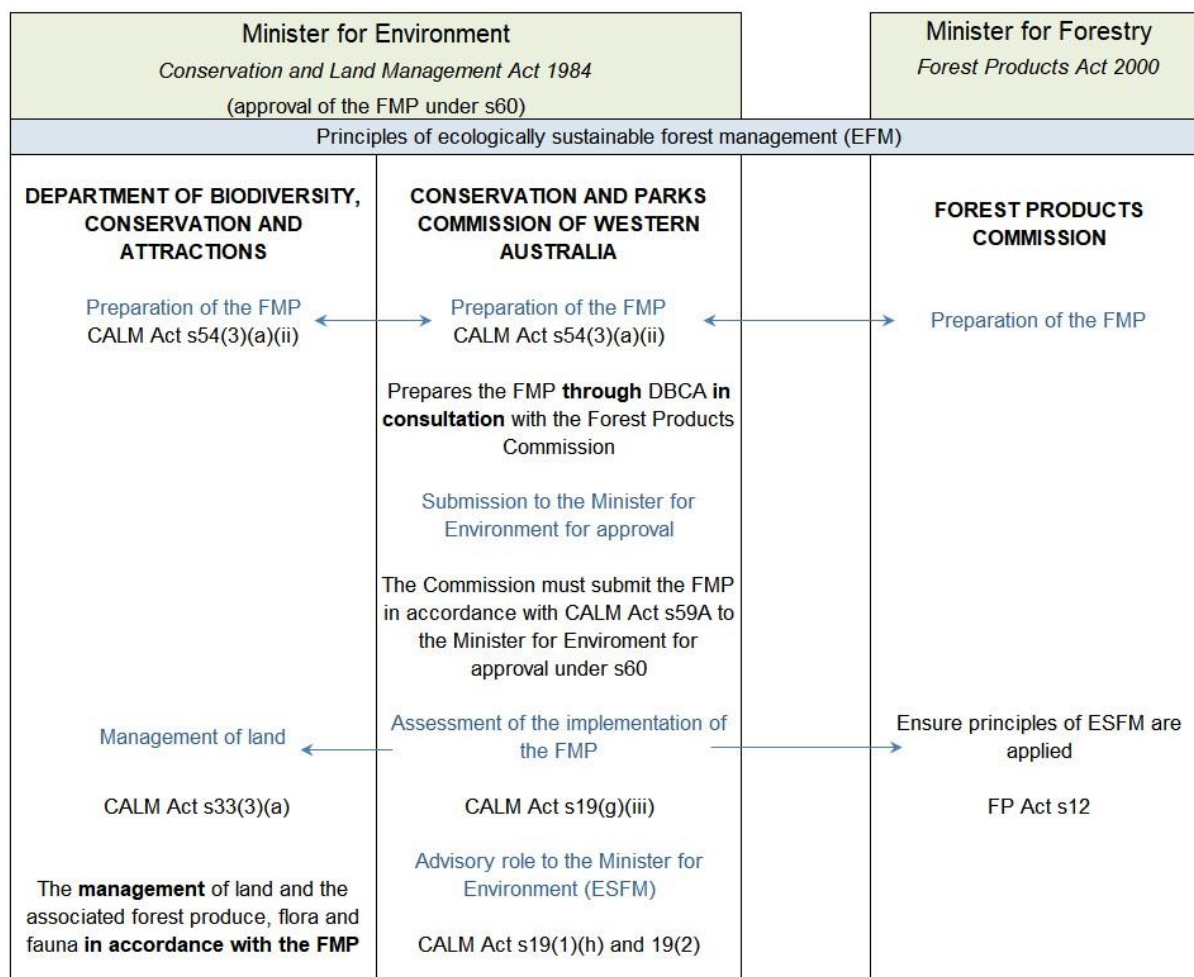 Minister for Environment
Conservation and Land Management Act 1984
(approval of the FMP under s60)
Minister for Forestry
Forest Products Act 2000
Principles of ecologically sustainable forest management (EFM)
DEPARTMENT OF BIODIVERSITY,
CONSERVATION AND
ATTRACTIONS
Preparation of the FMP
CALM Act s54(3)(a)(ii)
Management of land
CALM Act s33(3)(a)
The management of land and the
associated forest produce, flora and
fauna in accordance with the FMP
CONSERVATION AND PARKS
COMMISSION OF WESTERN
AUSTRALIA
Preparation of the FMP
CALM Act s54(3)(a)(ii)
Prepares the FMP through DBCA in
consultation with the Forest Products
Commission
Submission to the Minister for
Environment for approval
The Commission must submit the FMP
in accordance with CALM Act s59A to
the Minister for Enviroment for
approval under s60
Assessment of the implementation of
the FMP
CALM Act s19(g)(iii)
Advisory role to the Minister for
Environment (ESFM)
CALM Act s19(1)(h) and 19(2)
FOREST PRODUCTS
COMMISSION
Preparation of the FMP
Ensure principles of ESFM are
applied
FP Act s12